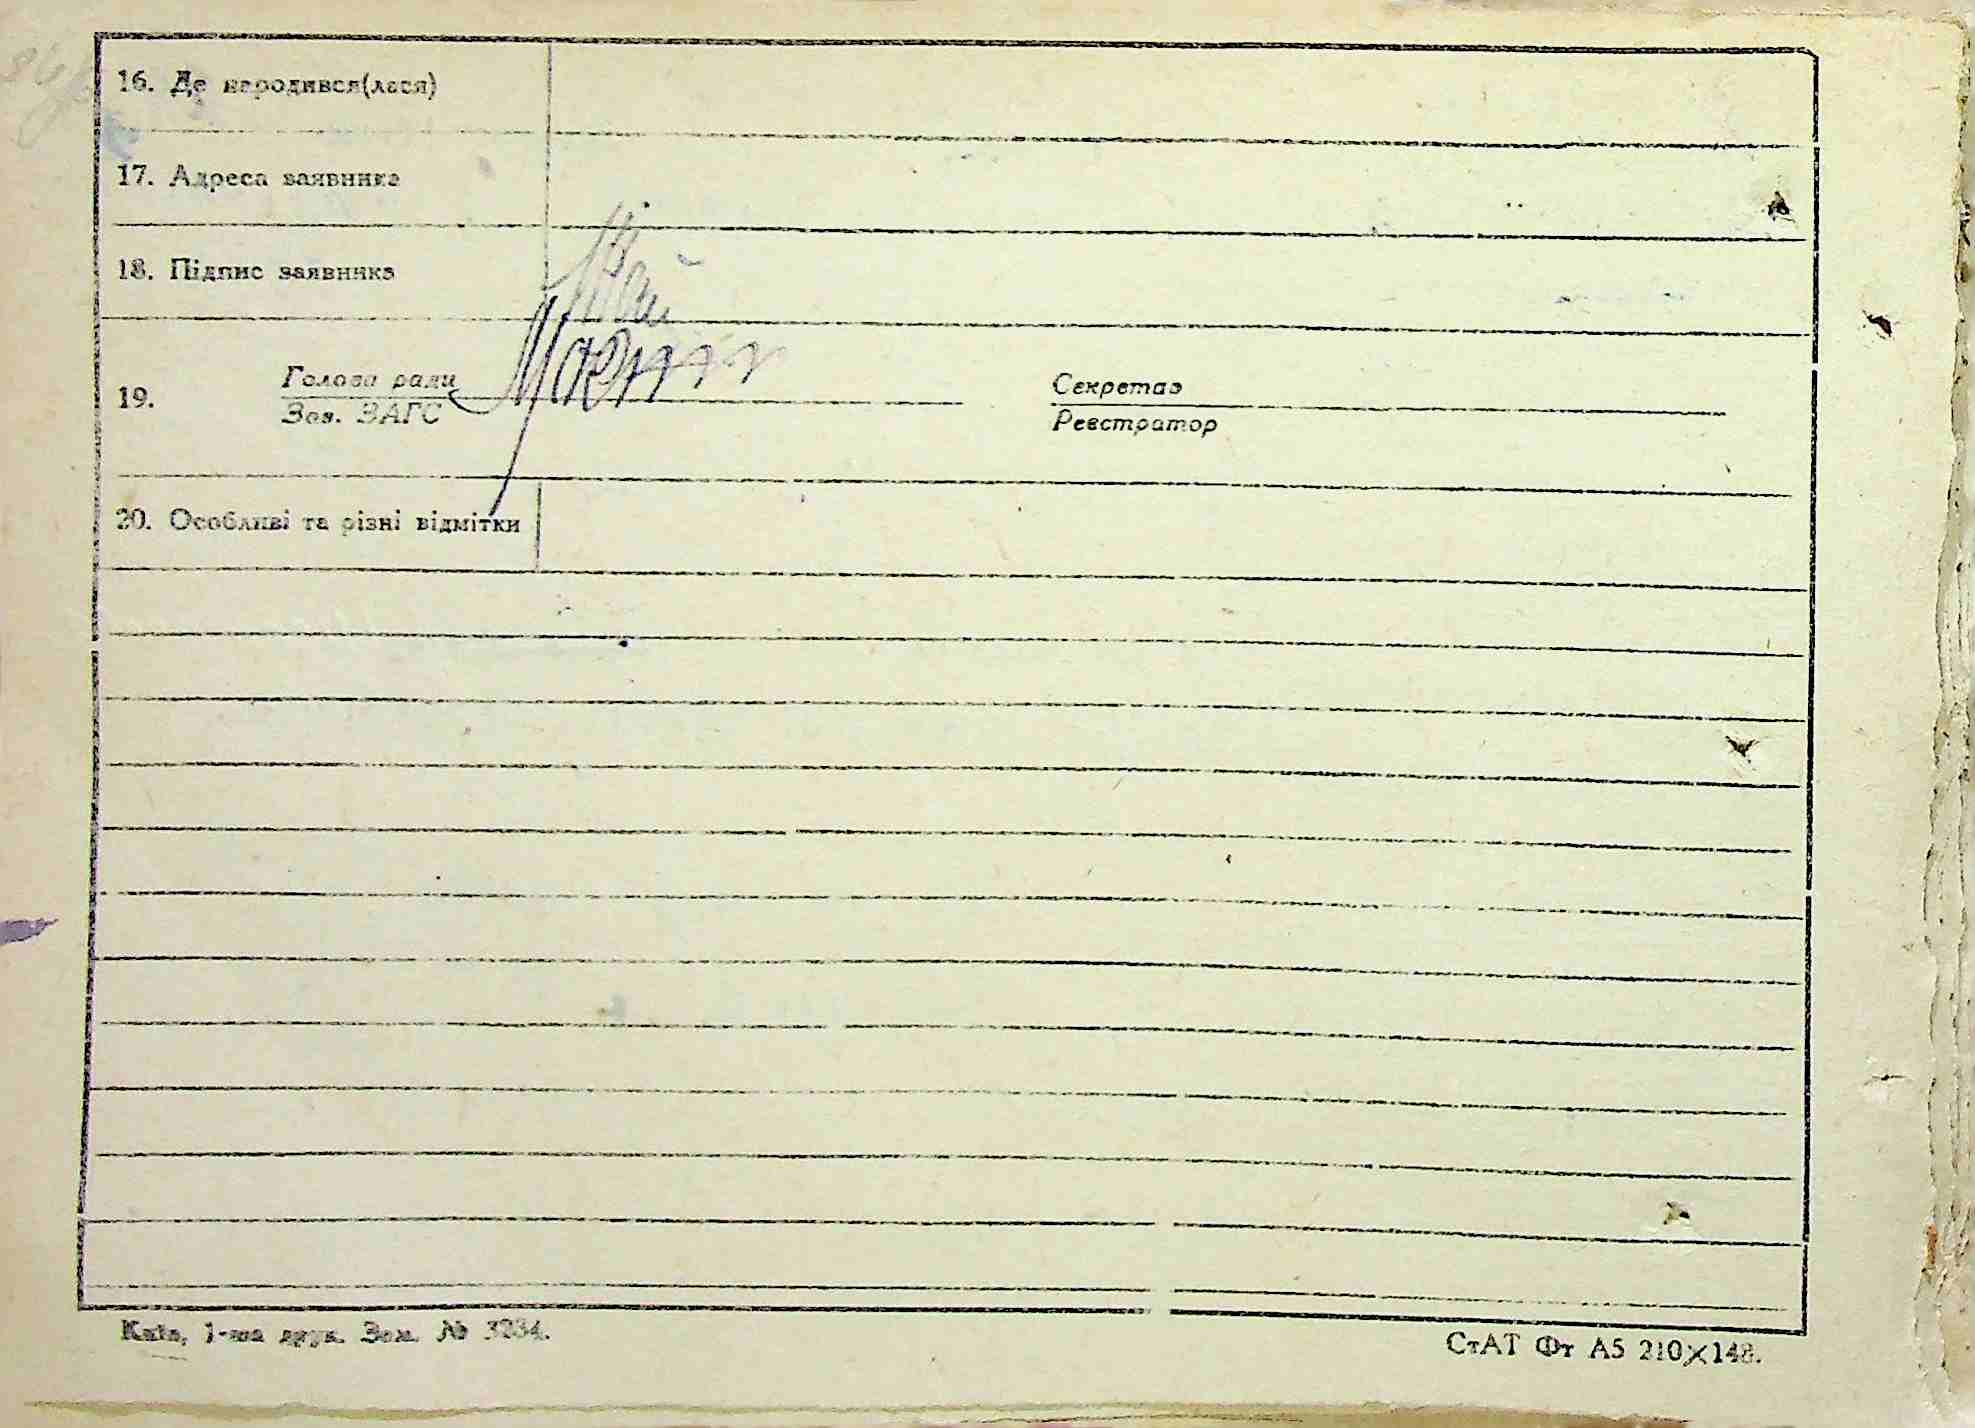 16. Де народився(лася)
17. Адреса заявника
18. Підпис заявника
19. Голова ради
Зав. ЗАГС
Секретар
Реєстратор
20. Особливі та різні відмітки
Київ, 1-ша друк. Зам. № 3234.
СтАТ Фт А5 210×148.